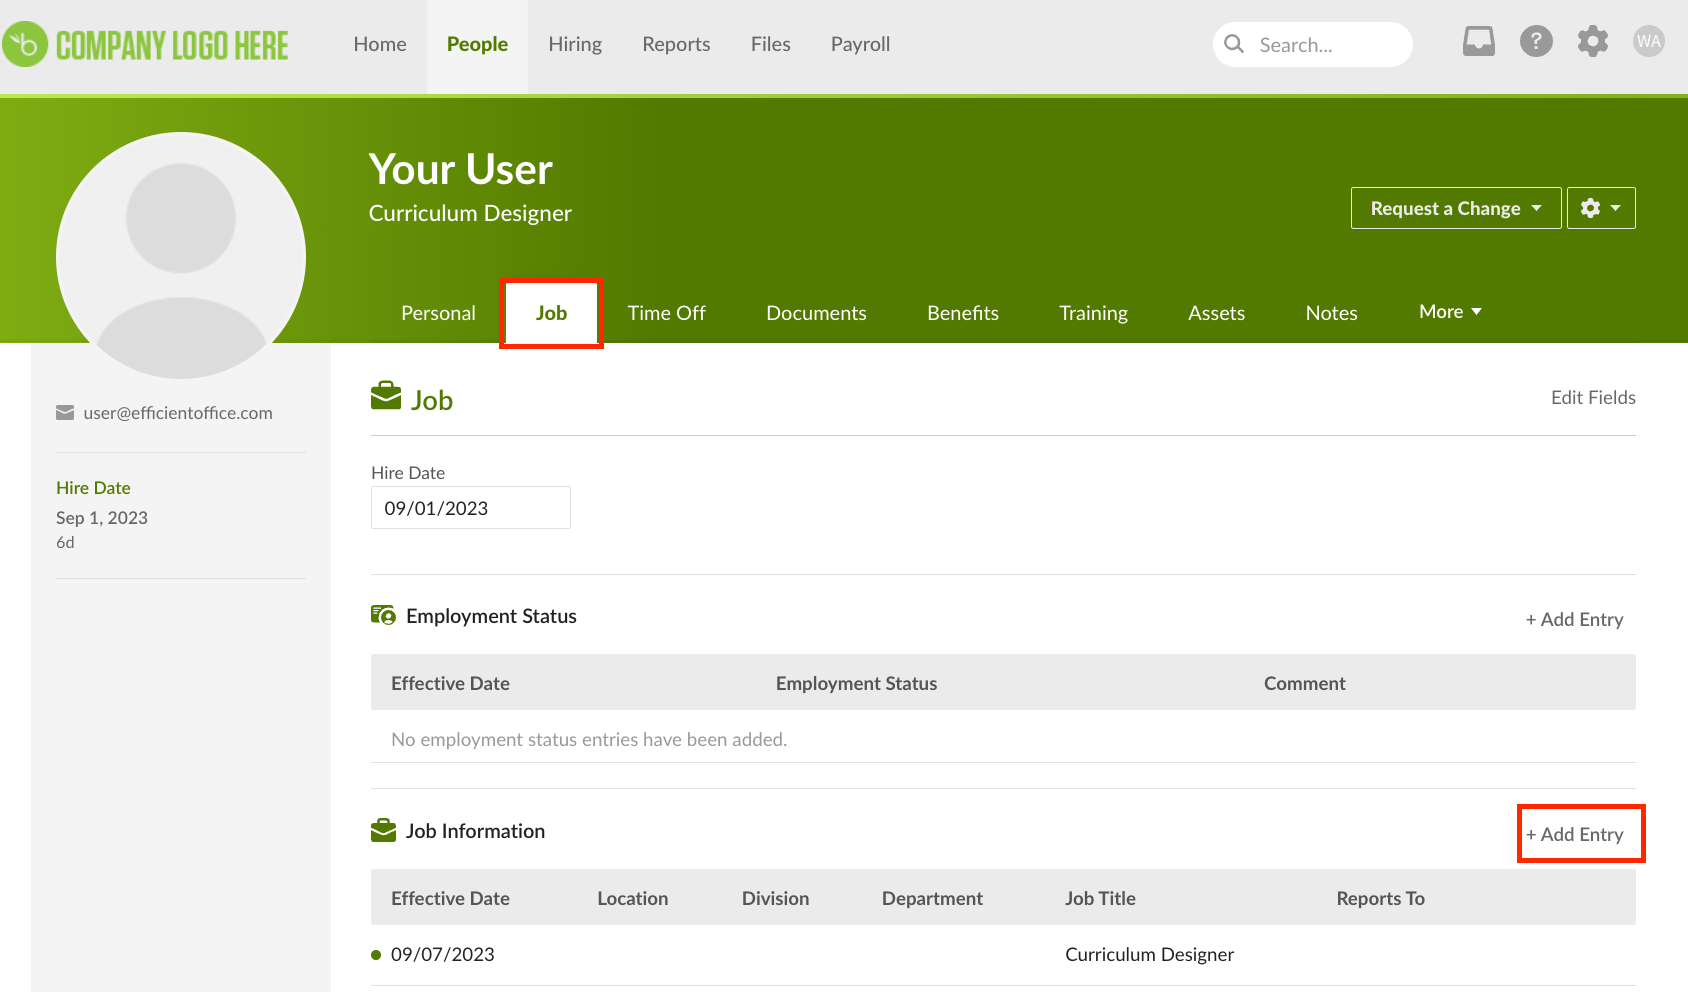 COMPANY LOGO HERE
Home People Hiring Reports Files Payroll Search... ? WA
Your User
Curriculum Designer
Request a Change
Personal Job Time Off Documents Benefits Training Assets Notes More
user@efficientoffice.com
Hire Date
Sep 1, 2023
6d
Job Edit Fields
Hire Date
09/01/2023
Employment Status + Add Entry
Effective Date Employment Status Comment
No employment status entries have been added.
Job Information + Add Entry
Effective Date Location Division Department Job Title Reports To
09/07/2023 Curriculum Designer